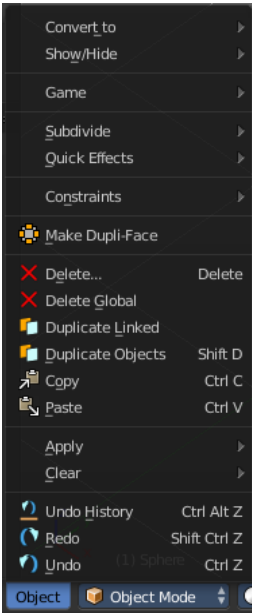 Convert to
Show/Hide
Game
Subdivide
Quick Effects
Constraints
Make Dupli-Face
Delete... Delete
Delete Global
Duplicate Linked
Duplicate Objects Shift D
Copy Ctrl C
Paste Ctrl V
Apply
Clear
Undo History Ctrl Alt Z
Redo Shift Ctrl Z
(1) Sphere
Undo Ctrl Z
Object Object Mode